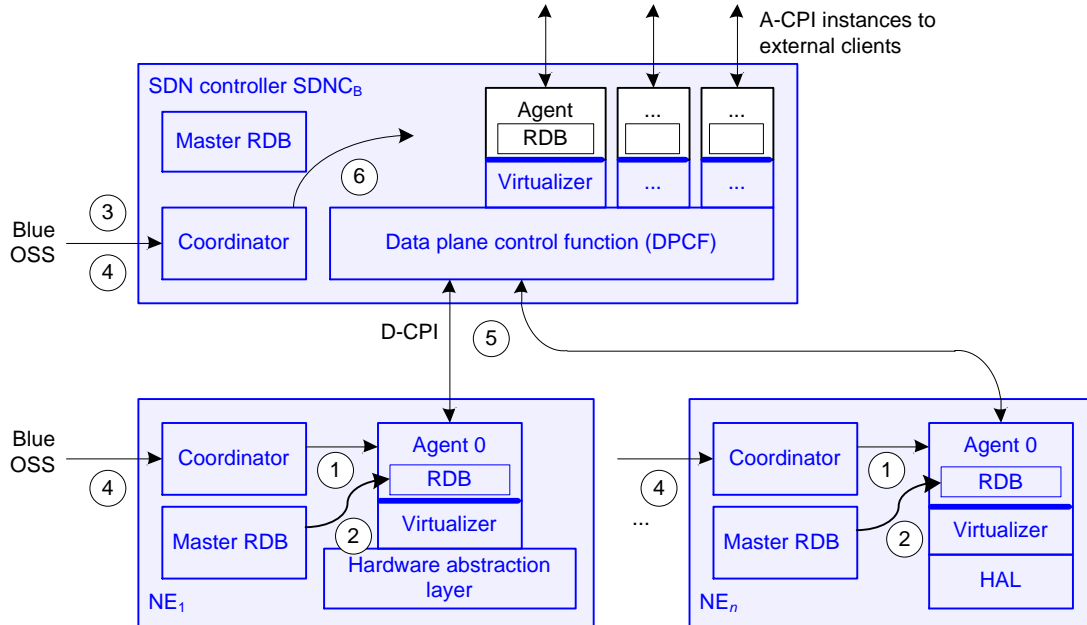 A-CPI instances to
external clients
SDN controller SDNCB
Master RDB
Agent
RDB
...
...
Virtualizer
...
...
6
3
Blue
OSS
4
Coordinator
Data plane control function (DPCF)
D-CPI
5
NE1
Blue
OSS
4
Coordinator
1
Agent 0
RDB
Master RDB
2
Virtualizer
Hardware abstraction
layer
NEn
4
...
Coordinator
1
Agent 0
RDB
Master RDB
2
Virtualizer
HAL